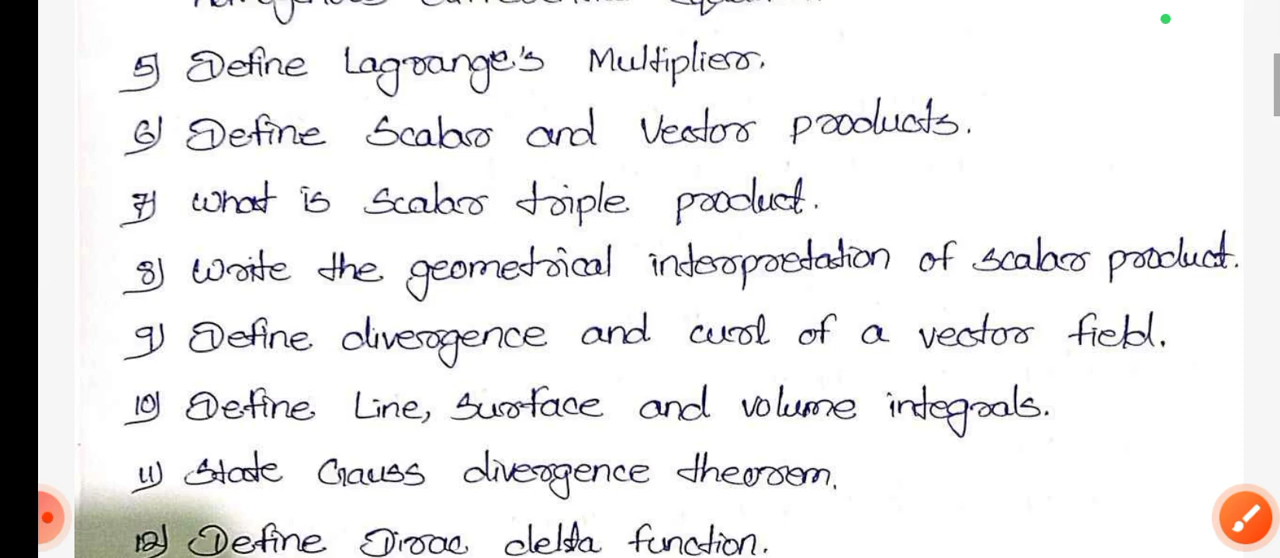 5) Define Lagrange's Multiplier.
6) Define Scalar and Vector products.
7) What is scalar triple product.
8) Write the geometrical interpretation of scalar product.
9) Define divergence and curl of a vector field.
10) Define Line, surface and volume integrals.
11) State Gauss divergence theorem.
12) Define Dirac delta function.